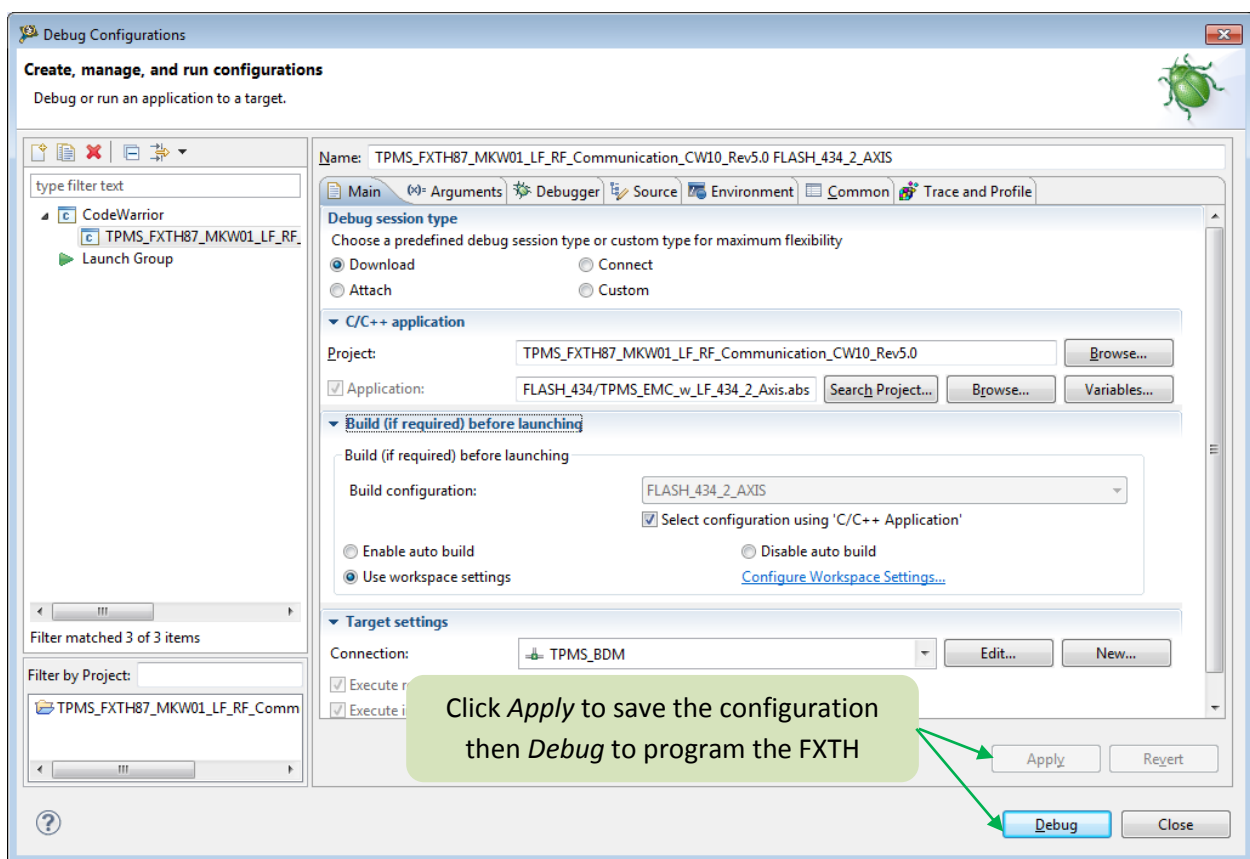 Debug Configurations
Create, manage, and run configurations
Debug or run an application to a target.
type filter text
CodeWarrior
TPMS_FXTH87_MKW01_LF_RF_
Launch Group
Filter matched 3 of 3 items
Filter by Project:
TPMS_FXTH87_MKW01_LF_RF_Comm
Name: TPMS_FXTH87_MKW01_LF_RF_Communication_CW10_Rev5.0 FLASH_434_2_AXIS
Main (x)= Arguments Debugger Source Environment Common Trace and Profile
Debug session type
Choose a predefined debug session type or custom type for maximum flexibility
Download Connect
Attach Custom
C/C++ application
Project: TPMS_FXTH87_MKW01_LF_RF_Communication_CW10_Rev5.0 Browse...
Application: FLASH_434/TPMS_EMC_w_LF_434_2_Axis.abs Search Project... Browse... Variables...
Build (if required) before launching
Build (if required) before launching
Build configuration: FLASH_434_2_AXIS
Select configuration using 'C/C++ Application'
Enable auto build Disable auto build
Use workspace settings Configure Workspace Settings...
Target settings
Connection: TPMS_BDM Edit... New...
Execute
Execute
Click Apply to save the configuration
then Debug to program the FXTH
Apply Revert
Debug Close